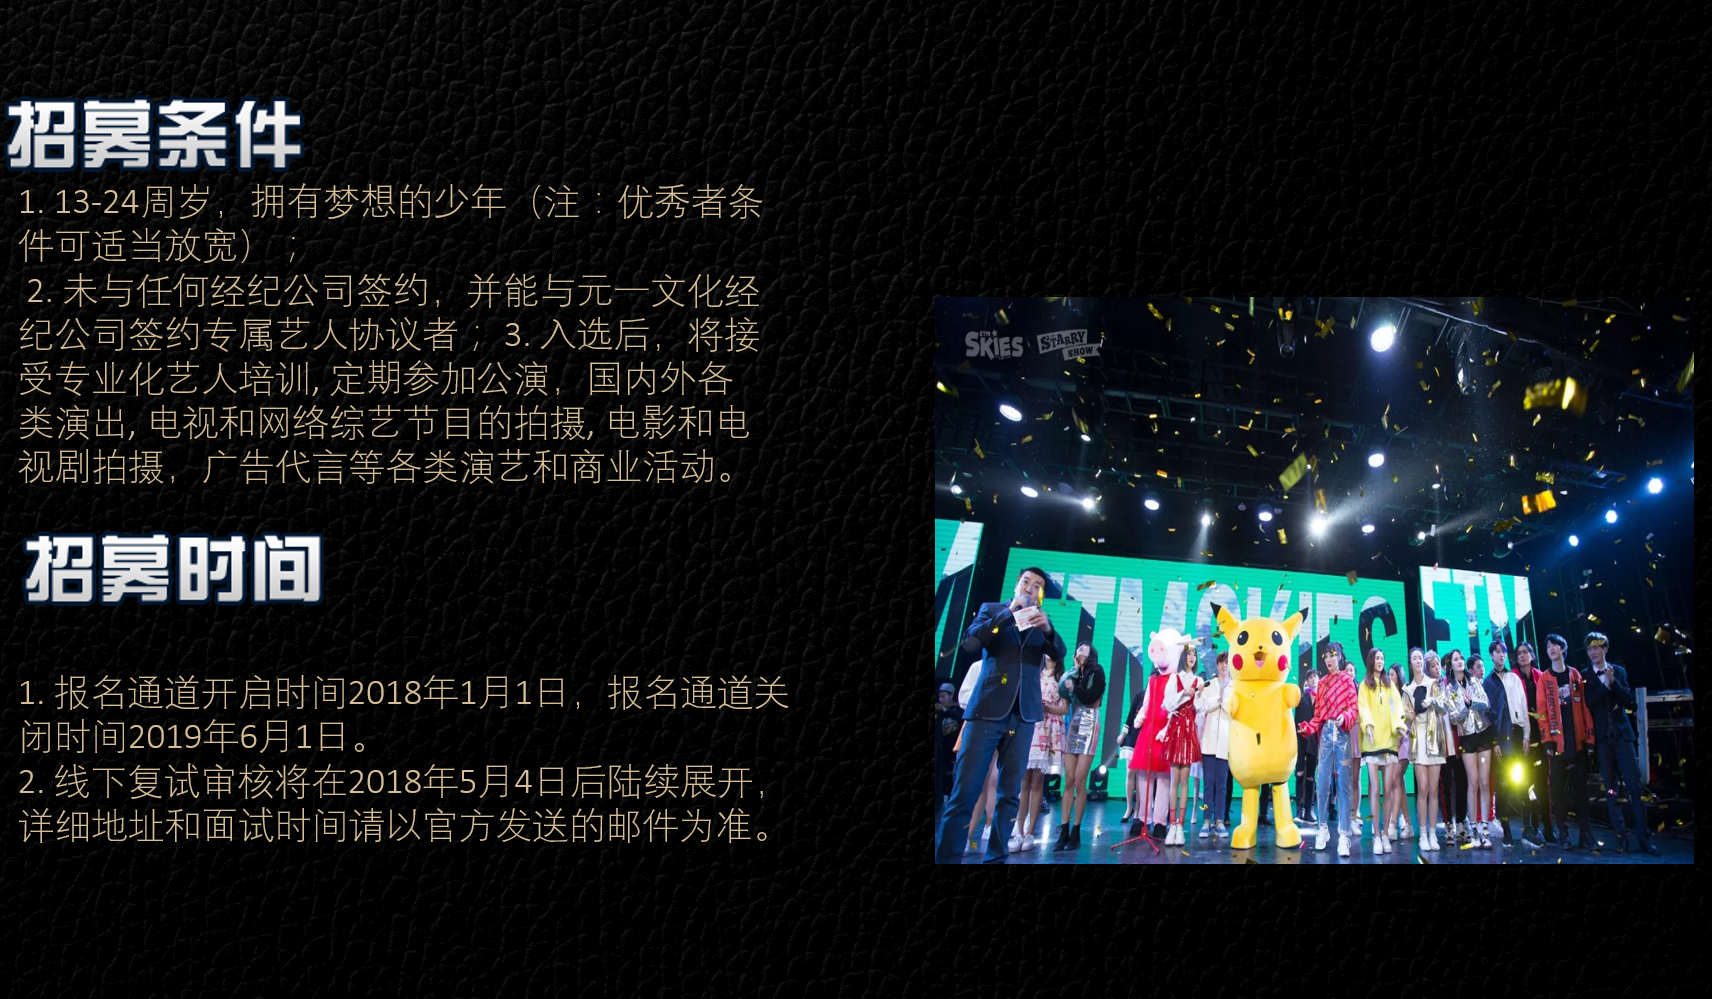 招募条件
1. 13-24周岁，拥有梦想的少年（注：优秀者条
件可适当放宽）；
2. 未与任何经纪公司签约，并能与元一文化经
纪公司签约专属艺人协议者；3. 入选后，将接
受专业化艺人培训, 定期参加公演，国内外各
类演出, 电视和网络综艺节目的拍摄, 电影和电
视剧拍摄，广告代言等各类演艺和商业活动。
招募时间
1. 报名通道开启时间2018年1月1日，报名通道关
闭时间2019年6月1日。
2. 线下复试审核将在2018年5月4日后陆续展开，
详细地址和面试时间请以官方发送的邮件为准。
ETM
SKIES
STARRY
SHOW
ETMSKIES
ETM